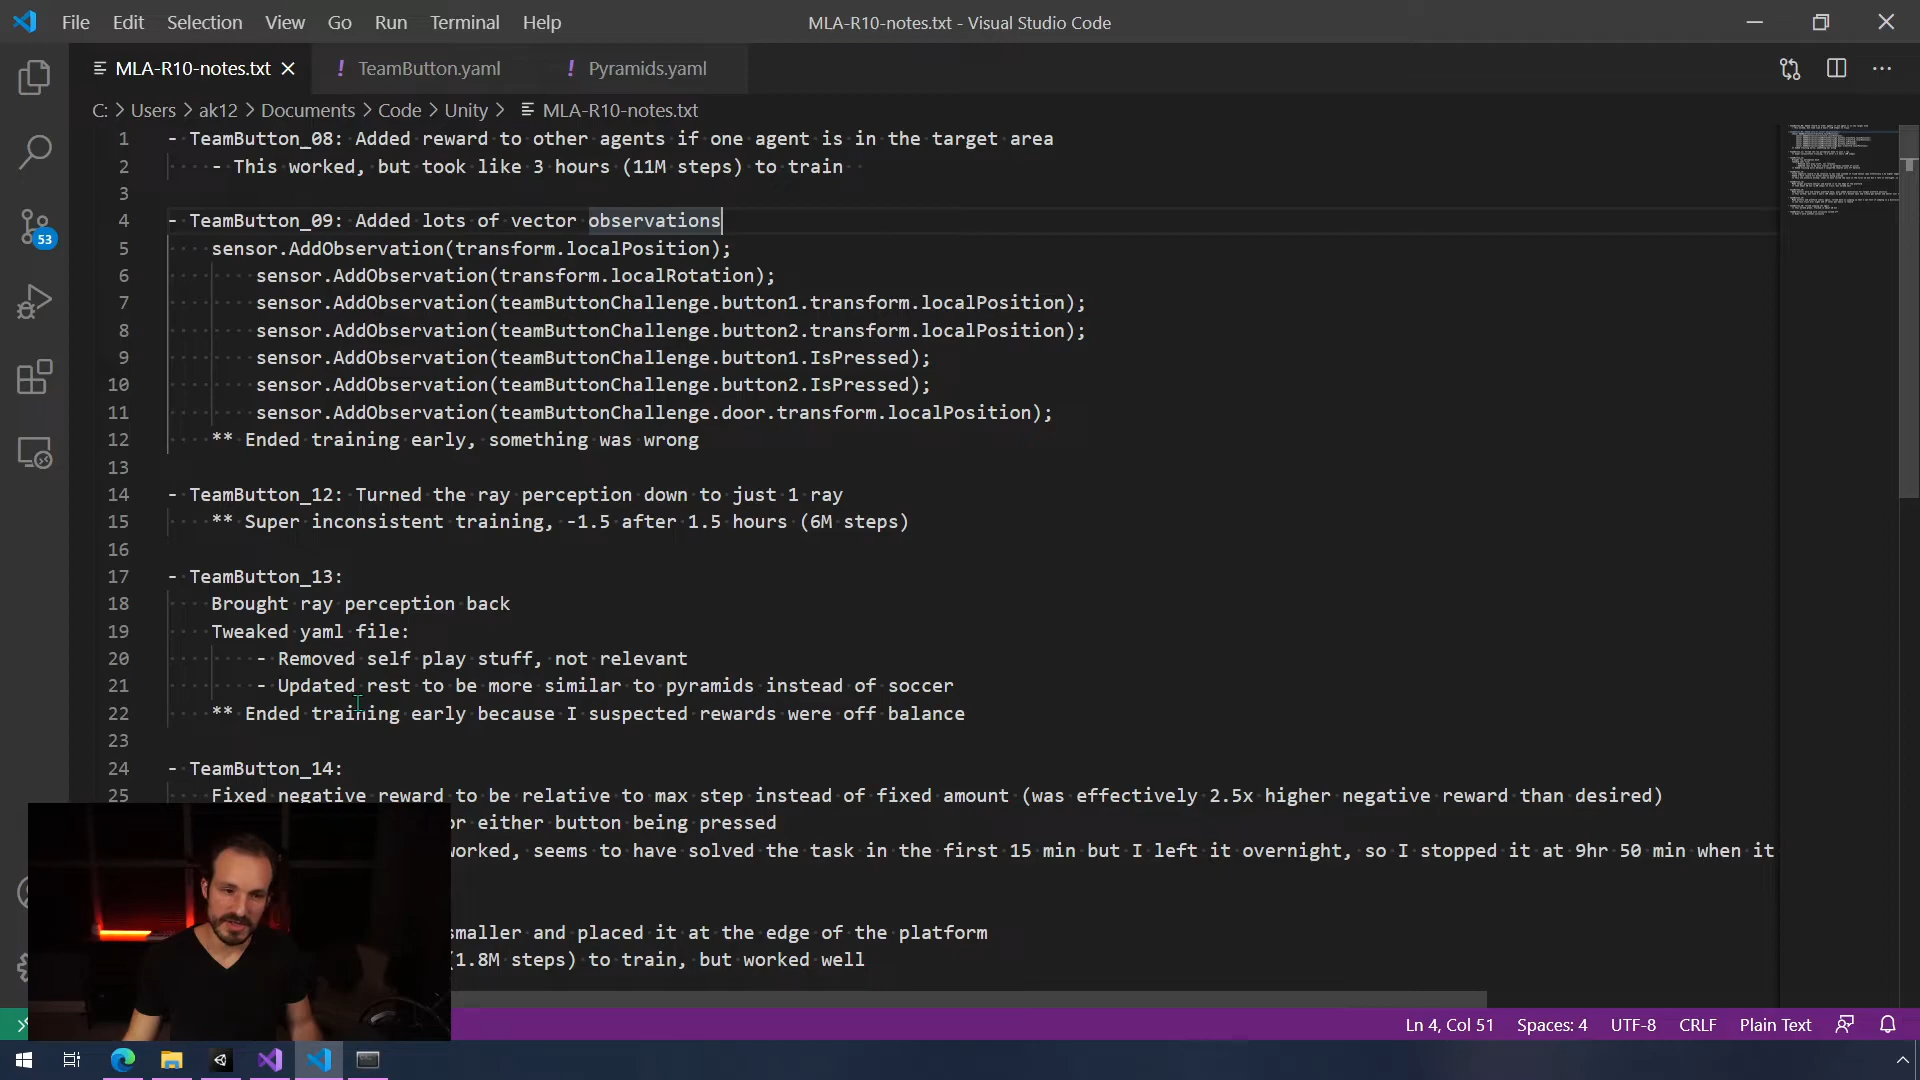 File Edit Selection View Go Run Terminal Help
MLA-R10-notes.txt - Visual Studio Code
MLA-R10-notes.txt
! TeamButton.yaml
! Pyramids.yaml
C: > Users > ak12 > Documents > Code > Unity > MLA-R10-notes.txt
1 - TeamButton_08: Added reward to other agents if one agent is in the target area
2 - This worked, but took like 3 hours (11M steps) to train
3
4 - TeamButton_09: Added lots of vector observations
5 sensor.AddObservation(transform.localPosition);
6 sensor.AddObservation(transform.localRotation);
7 sensor.AddObservation(teamButtonChallenge.button1.transform.localPosition);
8 sensor.AddObservation(teamButtonChallenge.button2.transform.localPosition);
9 sensor.AddObservation(teamButtonChallenge.button1.IsPressed);
10 sensor.AddObservation(teamButtonChallenge.button2.IsPressed);
11 sensor.AddObservation(teamButtonChallenge.door.transform.localPosition);
12 ** Ended training early, something was wrong
13
14 - TeamButton_12: Turned the ray perception down to just 1 ray
15 ** Super inconsistent training, -1.5 after 1.5 hours (6M steps)
16
17 - TeamButton_13:
18 Brought ray perception back
19 Tweaked yaml file:
20 - Removed self play stuff, not relevant
21 - Updated rest to be more similar to pyramids instead of soccer
22 ** Ended training early because I suspected rewards were off balance
23
24 - TeamButton_14:
25 Fixed negative reward to be relative to max step instead of fixed amount (was effectively 2.5x higher negative reward than desired)
or either button being pressed
worked, seems to have solved the task in the first 15 min but I left it overnight, so I stopped it at 9hr 50 min when it
smaller and placed it at the edge of the platform
(1.8M steps) to train, but worked well
53
Ln 4, Col 51 Spaces: 4 UTF-8 CRLF Plain Text